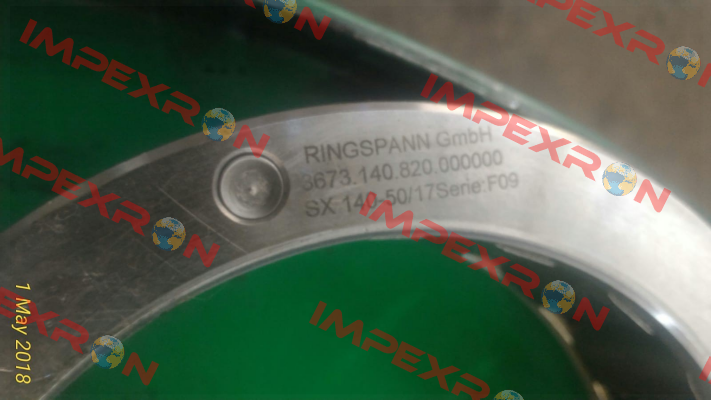 RINGSPANN GmbH
3673.140.820.000000
SX 140-50/17Serie:F09
1 May 2018
IMPEXRON
IMPEXRON
IMPEXRON
IMPEXRON
IMPEXRON
IMPEXRON